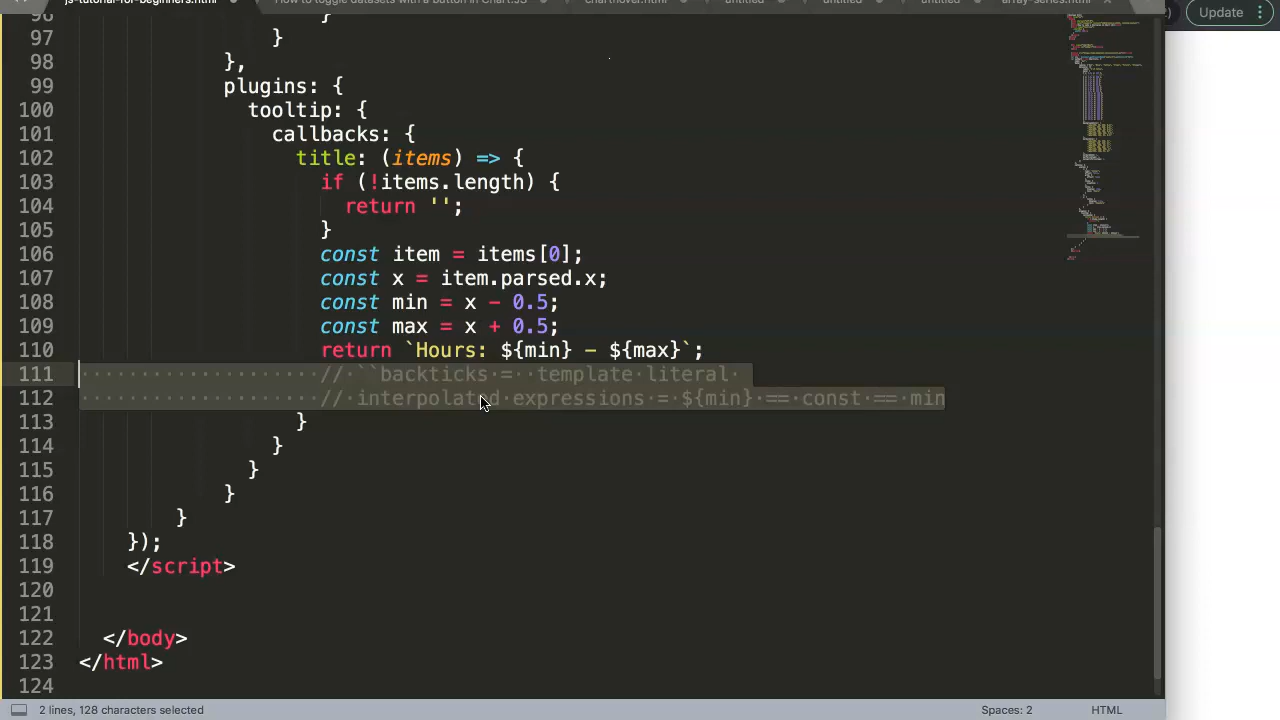 js-tutorial-for-beginners.html
How to toggle datasets with a button in Chart.JS
charthover.html
untitled
untitled
untitled
array-series.html
Update
96 }
97 }
98 },
99 plugins: {
100 tooltip: {
101 callbacks: {
102 title: (items) => {
103 if (!items.length) {
104 return '';
105 }
106 const item = items[0];
107 const x = item.parsed.x;
108 const min = x - 0.5;
109 const max = x + 0.5;
110 return `Hours: ${min} - ${max}`;
111 // ``backticks = template literal
112 // interpolated expressions = ${min} == const == min
113 }
114 }
115 }
116 }
117 }
118 });
119 </script>
120
121
122 </body>
123 </html>
124
2 lines, 128 characters selected
Spaces: 2
HTML